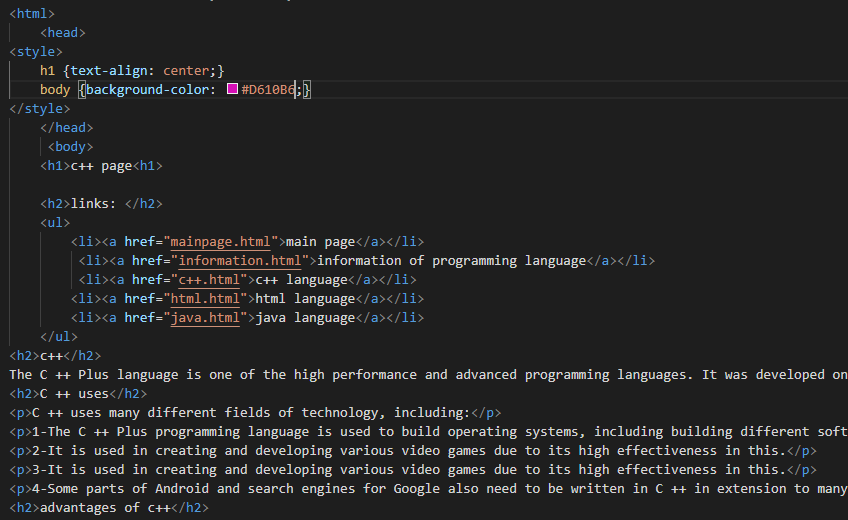 <html>
<head>
<style>
h1 {text-align: center;}
body {background-color: #D610B6;}
</style>
</head>
<body>
<h1>c++ page<h1>
<h2>links: </h2>
<ul>
<li><a href="mainpage.html">main page</a></li>
<li><a href="information.html">information of programming language</a></li>
<li><a href="c++.html">c++ language</a></li>
<li><a href="html.html">html language</a></li>
<li><a href="java.html">java language</a></li>
</ul>
<h2>c++</h2>
The C ++ Plus language is one of the high performance and advanced programming languages. It was developed on
<h2>C ++ uses</h2>
<p>C ++ uses many different fields of technology, including:</p>
<p>1-The C ++ Plus programming language is used to build operating systems, including building different soft
<p>2-It is used in creating and developing various video games due to its high effectiveness in this.</p>
<p>3-It is used in creating and developing various video games due to its high effectiveness in this.</p>
<p>4-Some parts of Android and search engines for Google also need to be written in C ++ in extension to many
<h2>advantages of c++</h2>